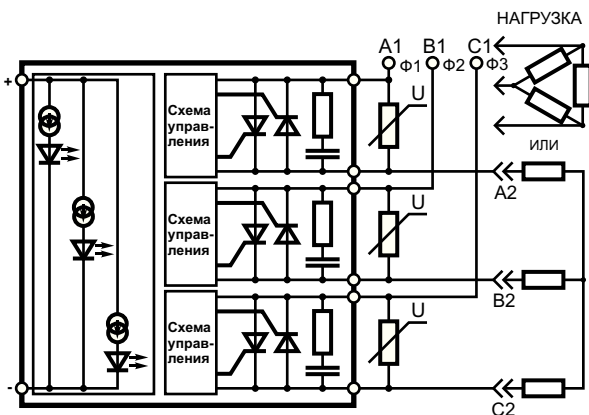 НАГРУЗКА
A1 B1 C1
Ф1 Ф2 Ф3
+
Схема
управ-
ления
U
ИЛИ
A2
Схема
управ-
ления
U
B2
Схема
управ-
ления
U
-
C2